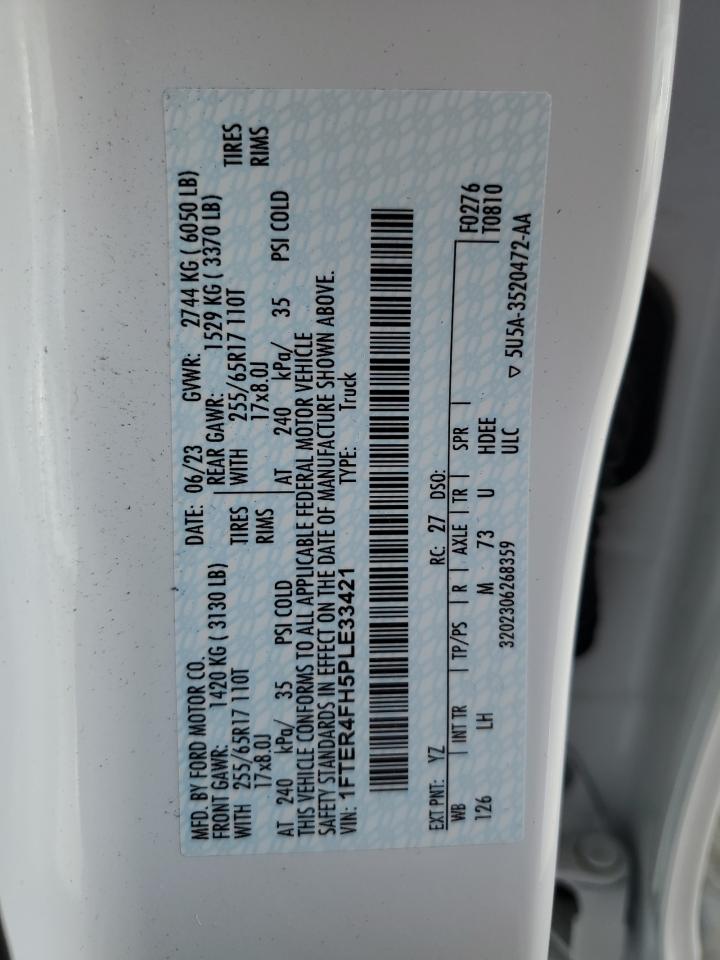 MFD. BY FORD MOTOR CO.
DATE: 06/23 GVWR: 2744 KG ( 6050 LB)
FRONT GAWR: 1420 KG ( 3130 LB) REAR GAWR: 1529 KG ( 3370 LB)
WITH 255/65R17 110T TIRES WITH 255/65R17 110T TIRES
17x8.0J RIMS 17x8.0J RIMS
AT 240 kPa/ 35 PSI COLD AT 240 kPa/ 35 PSI COLD
THIS VEHICLE CONFORMS TO ALL APPLICABLE FEDERAL MOTOR VEHICLE
SAFETY STANDARDS IN EFFECT ON THE DATE OF MANUFACTURE SHOWN ABOVE.
VIN: 1FTER4FH5PLE33421 TYPE: Truck
EXT PNT: YZ RC: 27 DSO: F0276
WB INT TR TP/PS R AXLE TR SPR T0810
126 LH M 73 U HDEE
3202306268359 ULC
▽ 5U5A-3520472-AA